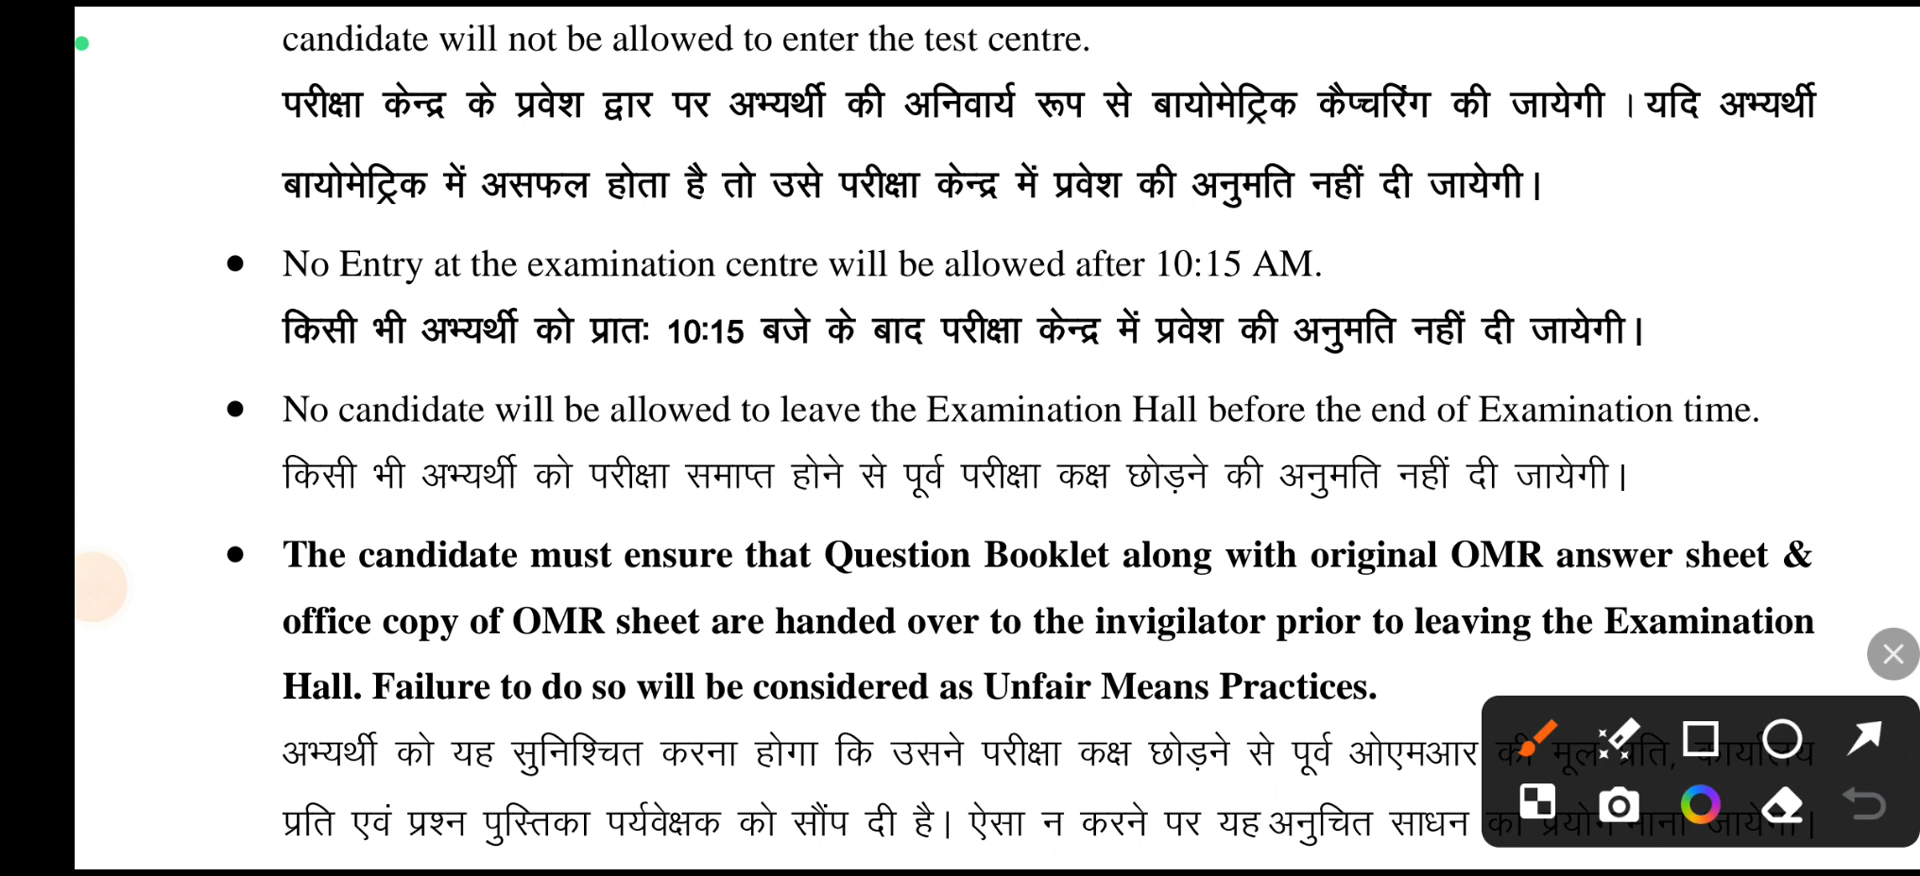 candidate will not be allowed to enter the test centre.
परीक्षा केन्द्र के प्रवेश द्वार पर अभ्यर्थी की अनिवार्य रूप से बायोमेट्रिक कैप्चरिंग की जायेगी । यदि अभ्यर्थी
बायोमेट्रिक में असफल होता है तो उसे परीक्षा केन्द्र में प्रवेश की अनुमति नहीं दी जायेगी।
● No Entry at the examination centre will be allowed after 10:15 AM.
किसी भी अभ्यर्थी को प्रातः 10:15 बजे के बाद परीक्षा केन्द्र में प्रवेश की अनुमति नहीं दी जायेगी।
● No candidate will be allowed to leave the Examination Hall before the end of Examination time.
किसी भी अभ्यर्थी को परीक्षा समाप्त होने से पूर्व परीक्षा कक्ष छोड़ने की अनुमति नहीं दी जायेगी।
● The candidate must ensure that Question Booklet along with original OMR answer sheet &
office copy of OMR sheet are handed over to the invigilator prior to leaving the Examination
Hall. Failure to do so will be considered as Unfair Means Practices.
अभ्यर्थी को यह सुनिश्चित करना होगा कि उसने परीक्षा कक्ष छोड़ने से पूर्व ओएमआर की मूल प्रति, कार्यालय
प्रति एवं प्रश्न पुस्तिका पर्यवेक्षक को सौंप दी है। ऐसा न करने पर यह अनुचित साधन का प्रयोग माना जायेगा।